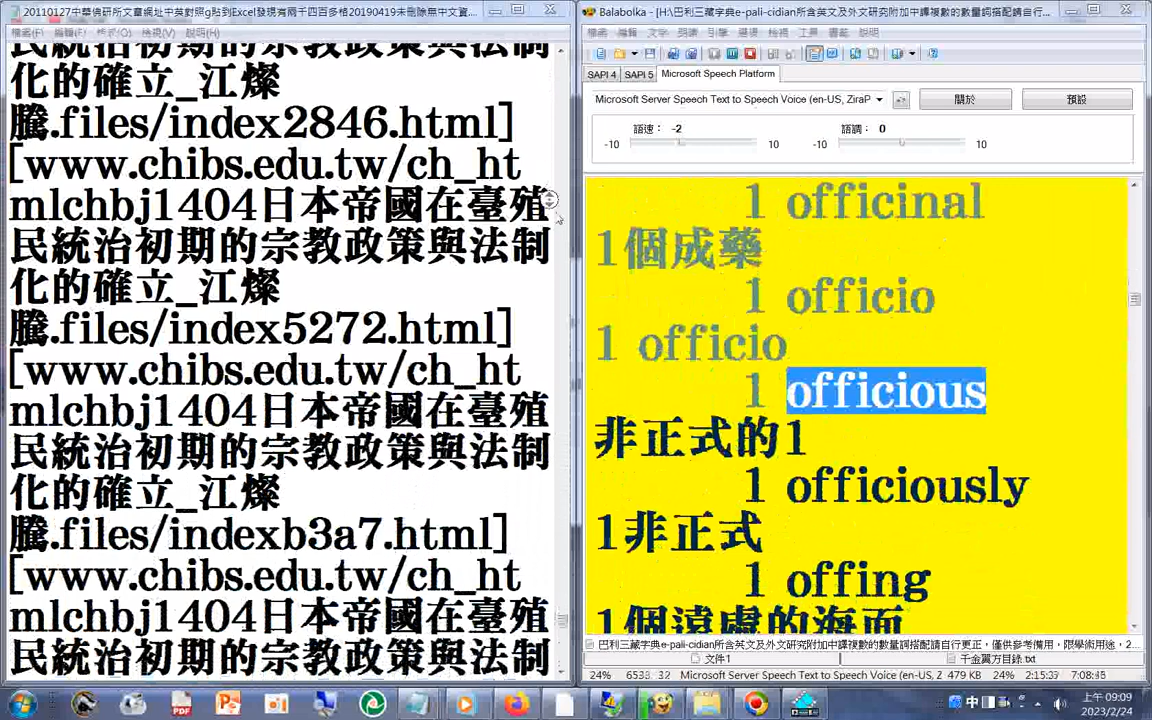 20110127中華佛研所文章網址中英對照g貼到Excel發現有兩千四百多格20190419未刪除無中文資...
檔案(F) 編輯(E) 格式(O) 檢視(V) 說明(H)
民統治初期的宗教政策與法制
化的確立_江燦
騰.files/index2846.html]
[www.chibs.edu.tw/ch_ht
mlchbj1404日本帝國在臺殖
民統治初期的宗教政策與法制
化的確立_江燦
騰.files/index5272.html]
[www.chibs.edu.tw/ch_ht
mlchbj1404日本帝國在臺殖
民統治初期的宗教政策與法制
化的確立_江燦
騰.files/indexb3a7.html]
[www.chibs.edu.tw/ch_ht
mlchbj1404日本帝國在臺殖
民統治初期的宗教政策與法制
Balabolka - [H:\巴利三藏字典e-pali-cidian所含英文及外文研究附加中譯複數的數量詞搭配請自行...
檔案 編輯 文字 朗讀 引擎 選項 檢視 工具 書籤 說明
SAPI 4 SAPI 5 Microsoft Speech Platform
Microsoft Server Speech Text to Speech Voice (en-US, ZiraP
關於
預設
語速： -2
語調： 0
-10 10 -10 10
1 officinal
1個成藥
1 officio
1 officio
1 officious
非正式的1
1 officiously
1非正式
1 offing
1個遠處的海面
巴利三藏字典e-pali-cidian所含英文及外文研究附加中譯複數的數量詞搭配請自行更正，僅供參考備用，限學術用途，2...
文件1 千金翼方目錄.txt
24% 6533: 32 Microsoft Server Speech Text to Speech Voice (en-US, Z 479 KB 24% 2:15:37 7:08:45
中
上午 09:09
2023/2/24